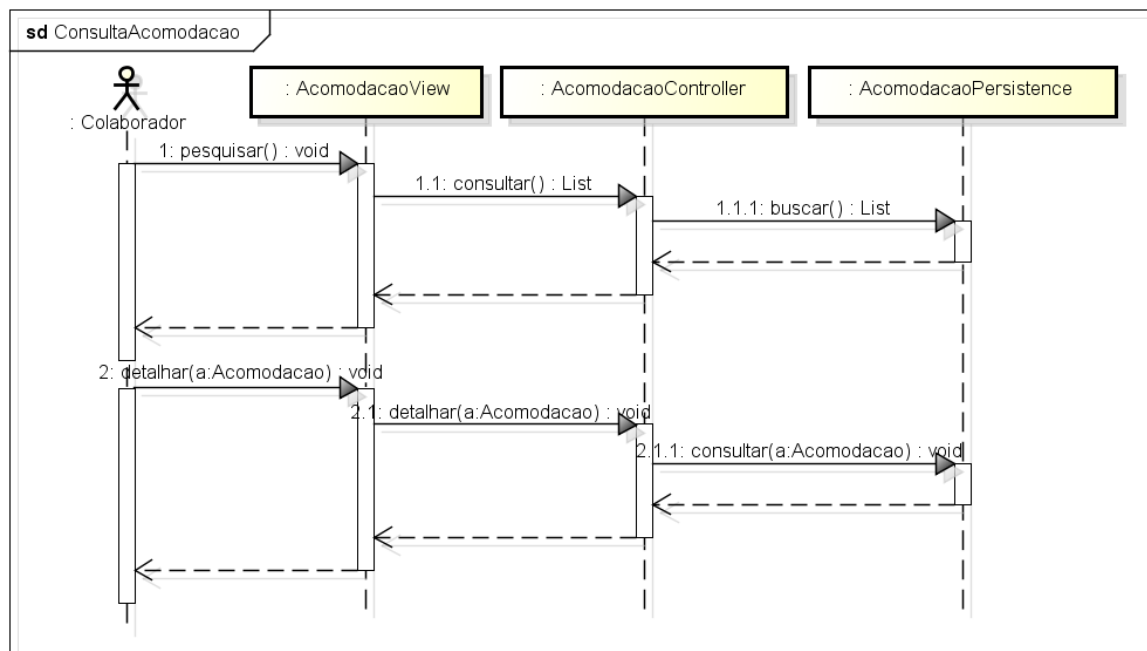 sd ConsultaAcomodacao
: Colaborador
: AcomodacaoView
: AcomodacaoController
: AcomodacaoPersistence
1: pesquisar() : void
1.1: consultar() : List
1.1.1: buscar() : List
2: detalhar(a:Acomodacao) : void
2.1: detalhar(a:Acomodacao) : void
2.1.1: consultar(a:Acomodacao) : void